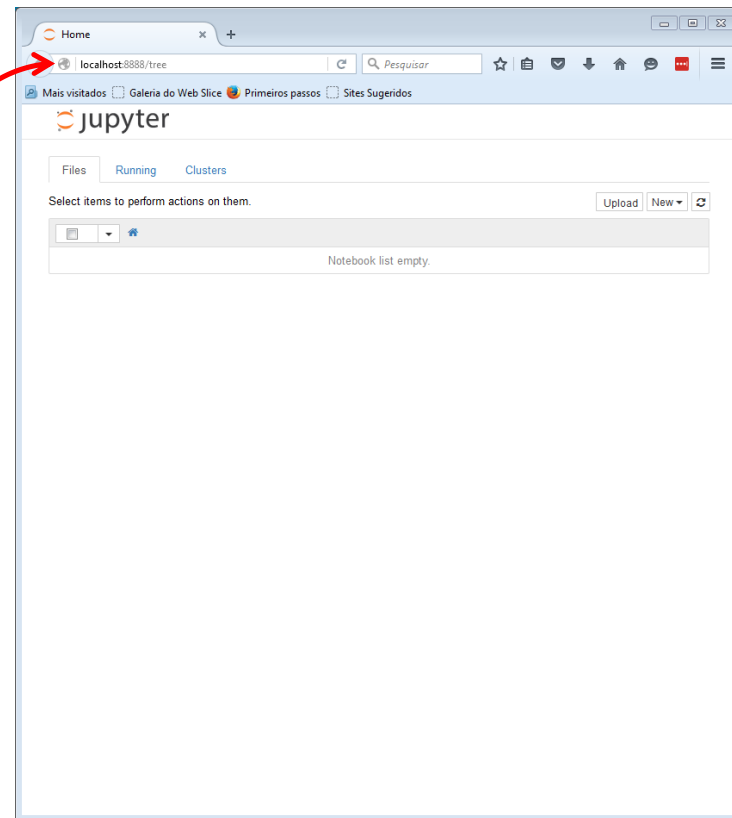 Home
localhost:8888/tree
Pesquisar
Mais visitados Galeria do Web Slice Primeiros passos Sites Sugeridos
jupyter
Files Running Clusters
Select items to perform actions on them.
Upload New
Notebook list empty.